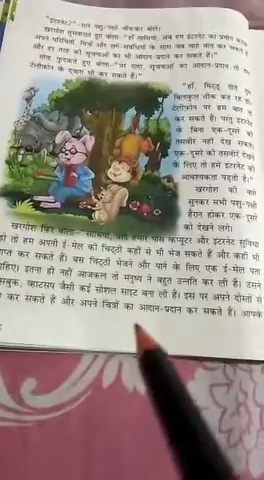 "इंटरनेट?" सारे पशु-पक्षी चौंककर बोले।
खरगोश मुसकराते हुए बोला-"हाँ साथियो, अब हम इंटरनेट का प्रयोग करके
अपने परिचितों, मित्रों और सगे-संबंधियों के साथ जब चाहे बात कर सकते हैं
और हर तरह की सूचनाओं का भी आदान-प्रदान कर सकते हैं।"
तोता फुदकते हुए बोला-"पर दादा, सूचनाओं का आदान-प्रदान तो हम
टेलीफ़ोन के द्वारा भी कर सकते हैं।"
"हाँ, मिट्ठू तोते तुम
बिलकुल ठीक कह रहे हो।
टेलीफ़ोन पर हम बात तो
कर सकते हैं। परंतु इंटरनेट
के बिना एक-दूसरे की
तसवीर नहीं देख सकते।
एक-दूसरे को तसवीरें देखने
के लिए तो हमें इंटरनेट की
आवश्यकता पड़ती है।"
खरगोश की बातें
सुनकर सभी पशु-पक्षी
हैरान होकर एक-दूसरे
को देखने लगे।
खरगोश फिर बोला-"साथियो, यदि हमारे पास कंप्यूटर और इंटरनेट सुविधा
हो तो हम अपनी ई-मेल की चिट्ठी कहीं से भी भेज सकते हैं और कहीं भी
प्राप्त कर सकते हैं। बस चिट्ठी भेजने और पाने के लिए एक ई-मेल पता
चाहिए। इतना ही नहीं आजकल तो मनुष्य ने बहुत उन्नति कर ली है। उसने
फेसबुक, व्हाटसप जैसी कई सोशल साइट बना ली हैं। इस पर अपने दोस्तों से
कर सकते हैं और अपने चित्रों का आदान-प्रदान कर सकते हैं। आपके